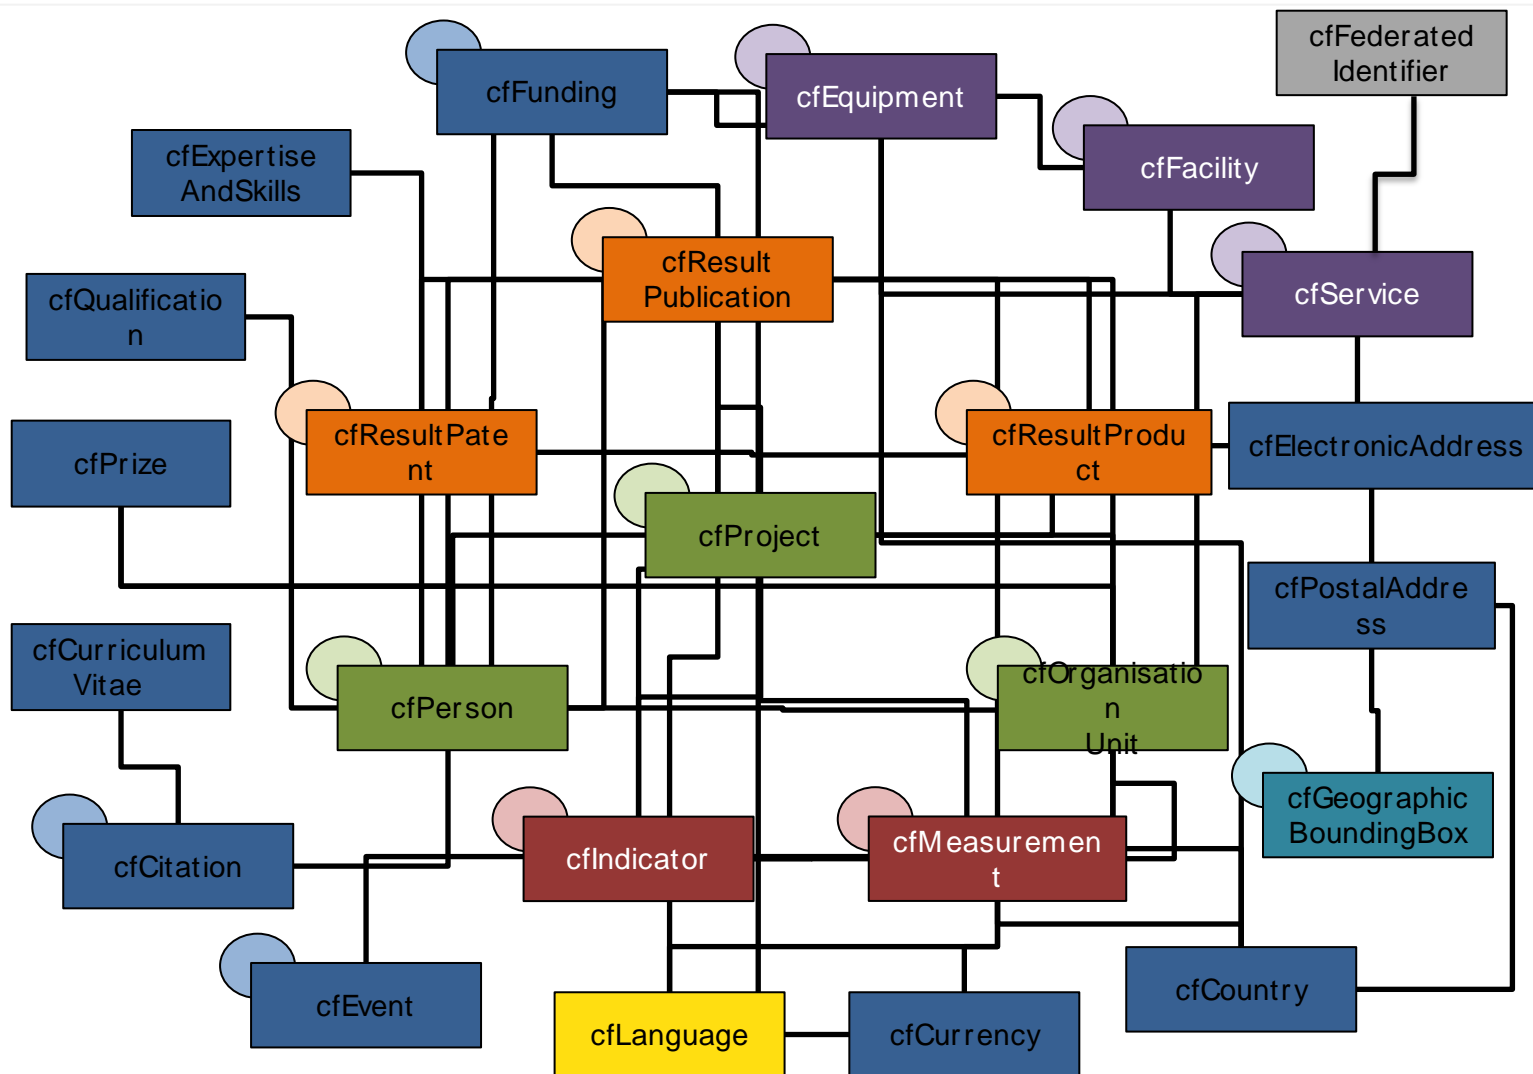 cfFederated
Identifier
cfFunding
cfEquipment
cfExpertise
AndSkills
cfFacility
cfResult
Publication
cfQualificatio
n
cfService
cfResultPate
nt
cfResultProdu
ct
cfElectronicAddress
cfPrize
cfProject
cfPostalAddre
ss
cfCurriculum
Vitae
cfPerson
cfOrganisatio
n
Unit
cfGeographic
BoundingBox
cfCitation
cfIndicator
cfMeasuremen
t
cfEvent
cfLanguage
cfCurrency
cfCountry